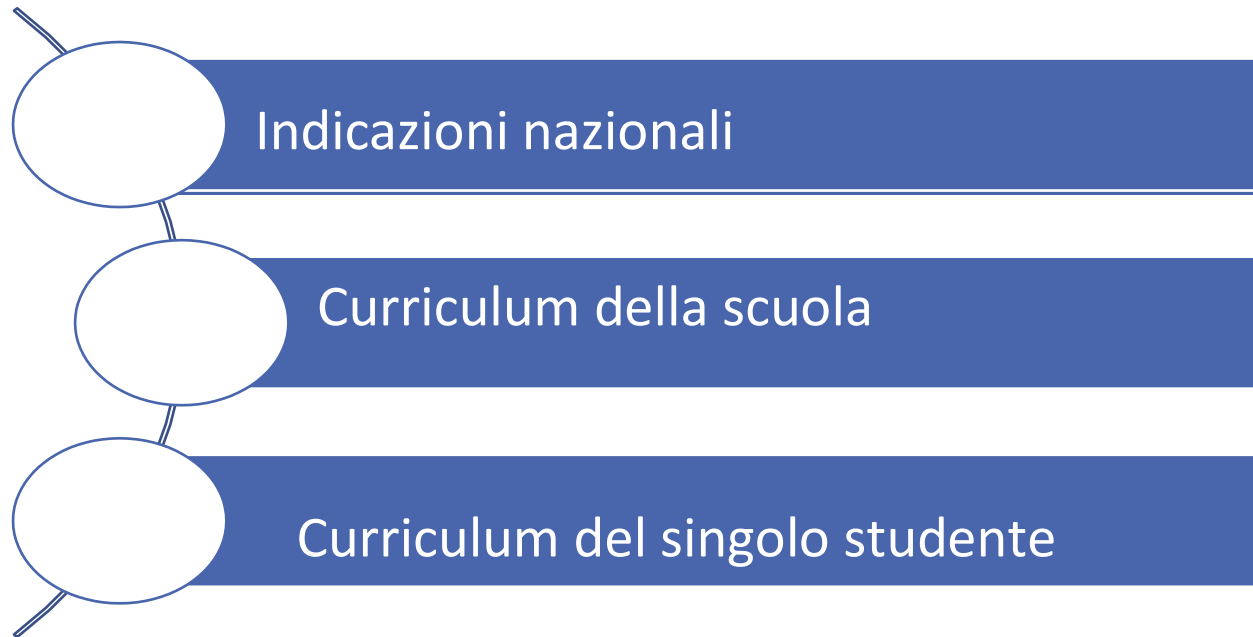 Indicazioni nazionali
Curriculum della scuola
Curriculum del singolo studente